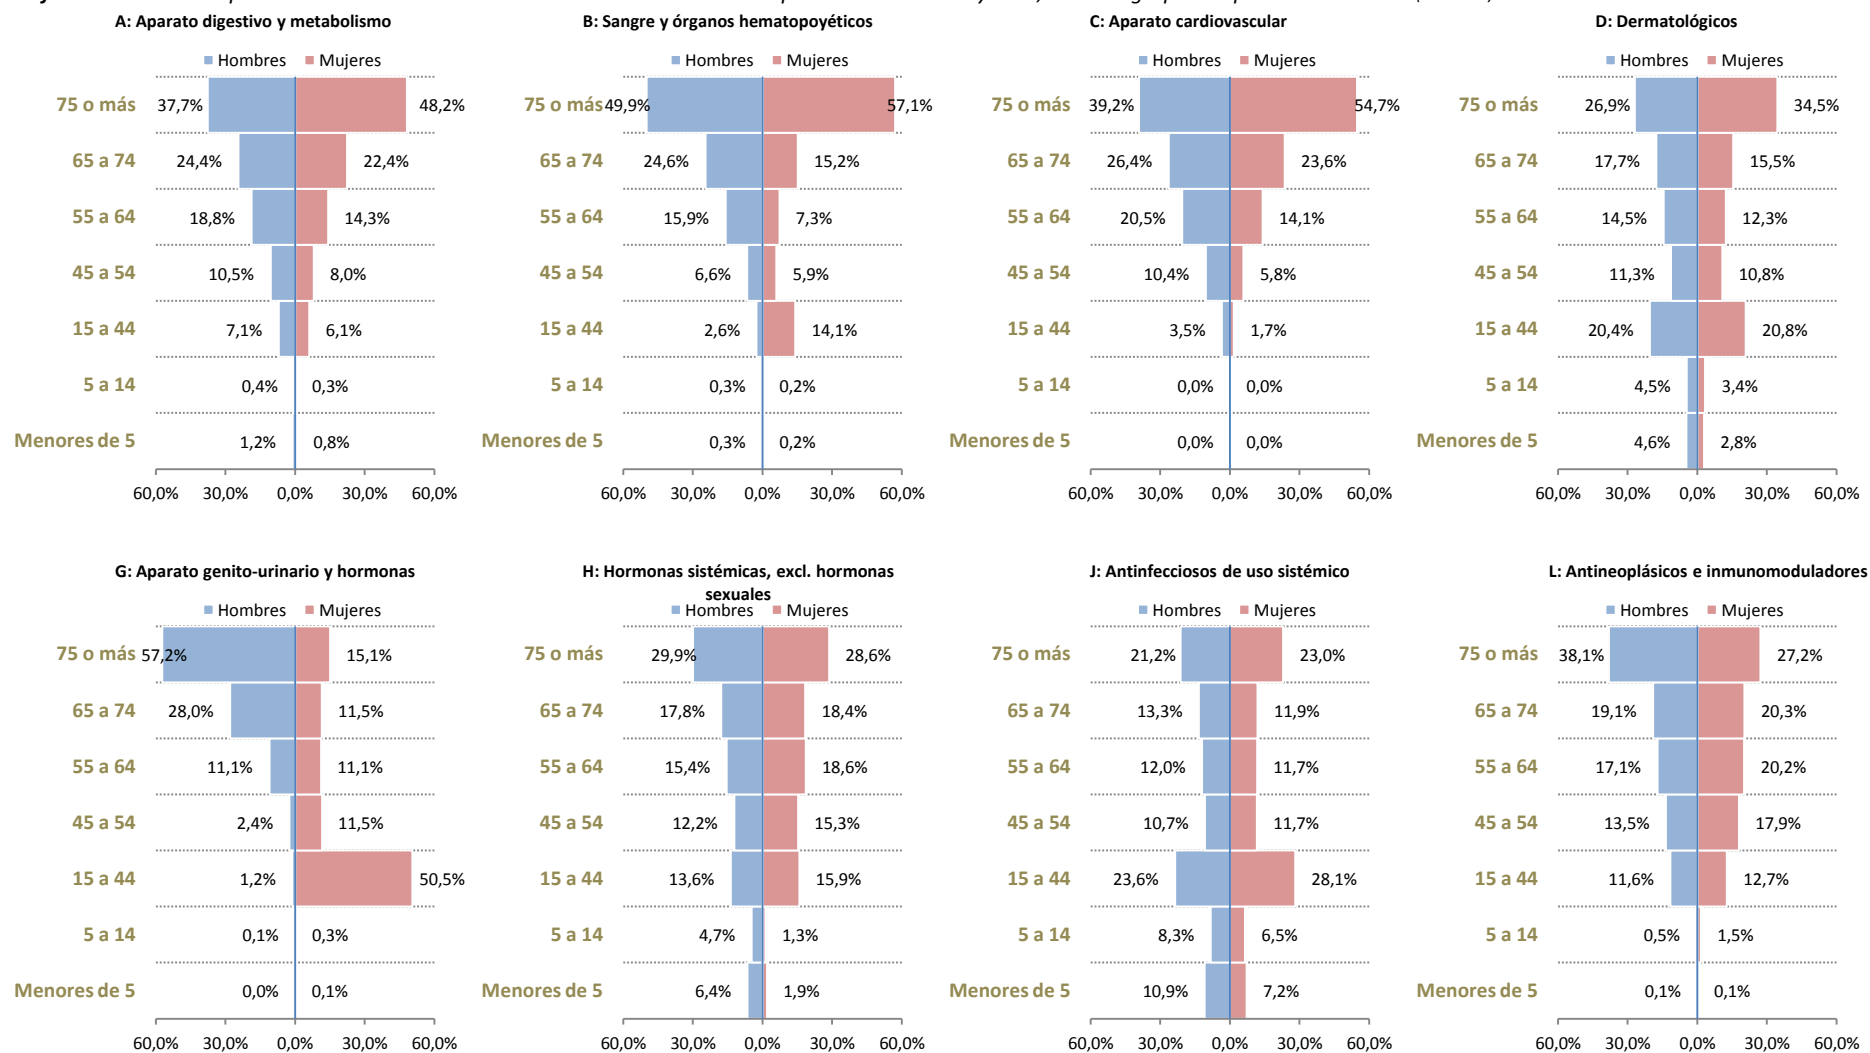 A: Aparato digestivo y metabolismo
Hombres Mujeres
75 o más 37,7% 48,2%
65 a 74 24,4% 22,4%
55 a 64 18,8% 14,3%
45 a 54 10,5% 8,0%
15 a 44 7,1% 6,1%
5 a 14 0,4% 0,3%
Menores de 5 1,2% 0,8%
60,0% 30,0% 0,0% 30,0% 60,0%
B: Sangre y órganos hematopoyéticos
Hombres Mujeres
75 o más 49,9% 57,1%
65 a 74 24,6% 15,2%
55 a 64 15,9% 7,3%
45 a 54 6,6% 5,9%
15 a 44 2,6% 14,1%
5 a 14 0,3% 0,2%
Menores de 5 0,3% 0,2%
60,0% 30,0% 0,0% 30,0% 60,0%
C: Aparato cardiovascular
Hombres Mujeres
75 o más 39,2% 54,7%
65 a 74 26,4% 23,6%
55 a 64 20,5% 14,1%
45 a 54 10,4% 5,8%
15 a 44 3,5% 1,7%
5 a 14 0,0% 0,0%
Menores de 5 0,0% 0,0%
60,0% 30,0% 0,0% 30,0% 60,0%
D: Dermatológicos
Hombres Mujeres
75 o más 26,9% 34,5%
65 a 74 17,7% 15,5%
55 a 64 14,5% 12,3%
45 a 54 11,3% 10,8%
15 a 44 20,4% 20,8%
5 a 14 4,5% 3,4%
Menores de 5 4,6% 2,8%
60,0% 30,0% 0,0% 30,0% 60,0%
G: Aparato genito-urinario y hormonas
Hombres Mujeres
75 o más 57,2% 15,1%
65 a 74 28,0% 11,5%
55 a 64 11,1% 11,1%
45 a 54 2,4% 11,5%
15 a 44 1,2% 50,5%
5 a 14 0,1% 0,3%
Menores de 5 0,0% 0,1%
60,0% 30,0% 0,0% 30,0% 60,0%
H: Hormonas sistémicas, excl. hormonas
sexuales
Hombres Mujeres
75 o más 29,9% 28,6%
65 a 74 17,8% 18,4%
55 a 64 15,4% 18,6%
45 a 54 12,2% 15,3%
15 a 44 13,6% 15,9%
5 a 14 4,7% 1,3%
Menores de 5 6,4% 1,9%
60,0% 30,0% 0,0% 30,0% 60,0%
J: Antinfecciosos de uso sistémico
Hombres Mujeres
75 o más 21,2% 23,0%
65 a 74 13,3% 11,9%
55 a 64 12,0% 11,7%
45 a 54 10,7% 11,7%
15 a 44 23,6% 28,1%
5 a 14 8,3% 6,5%
Menores de 5 10,9% 7,2%
60,0% 30,0% 0,0% 30,0% 60,0%
L: Antineoplásicos e inmunomoduladores
Hombres Mujeres
75 o más 38,1% 27,2%
65 a 74 19,1% 20,3%
55 a 64 17,1% 20,2%
45 a 54 13,5% 17,9%
15 a 44 11,6% 12,7%
5 a 14 0,5% 1,5%
Menores de 5 0,1% 0,1%
60,0% 30,0% 0,0% 30,0% 60,0%